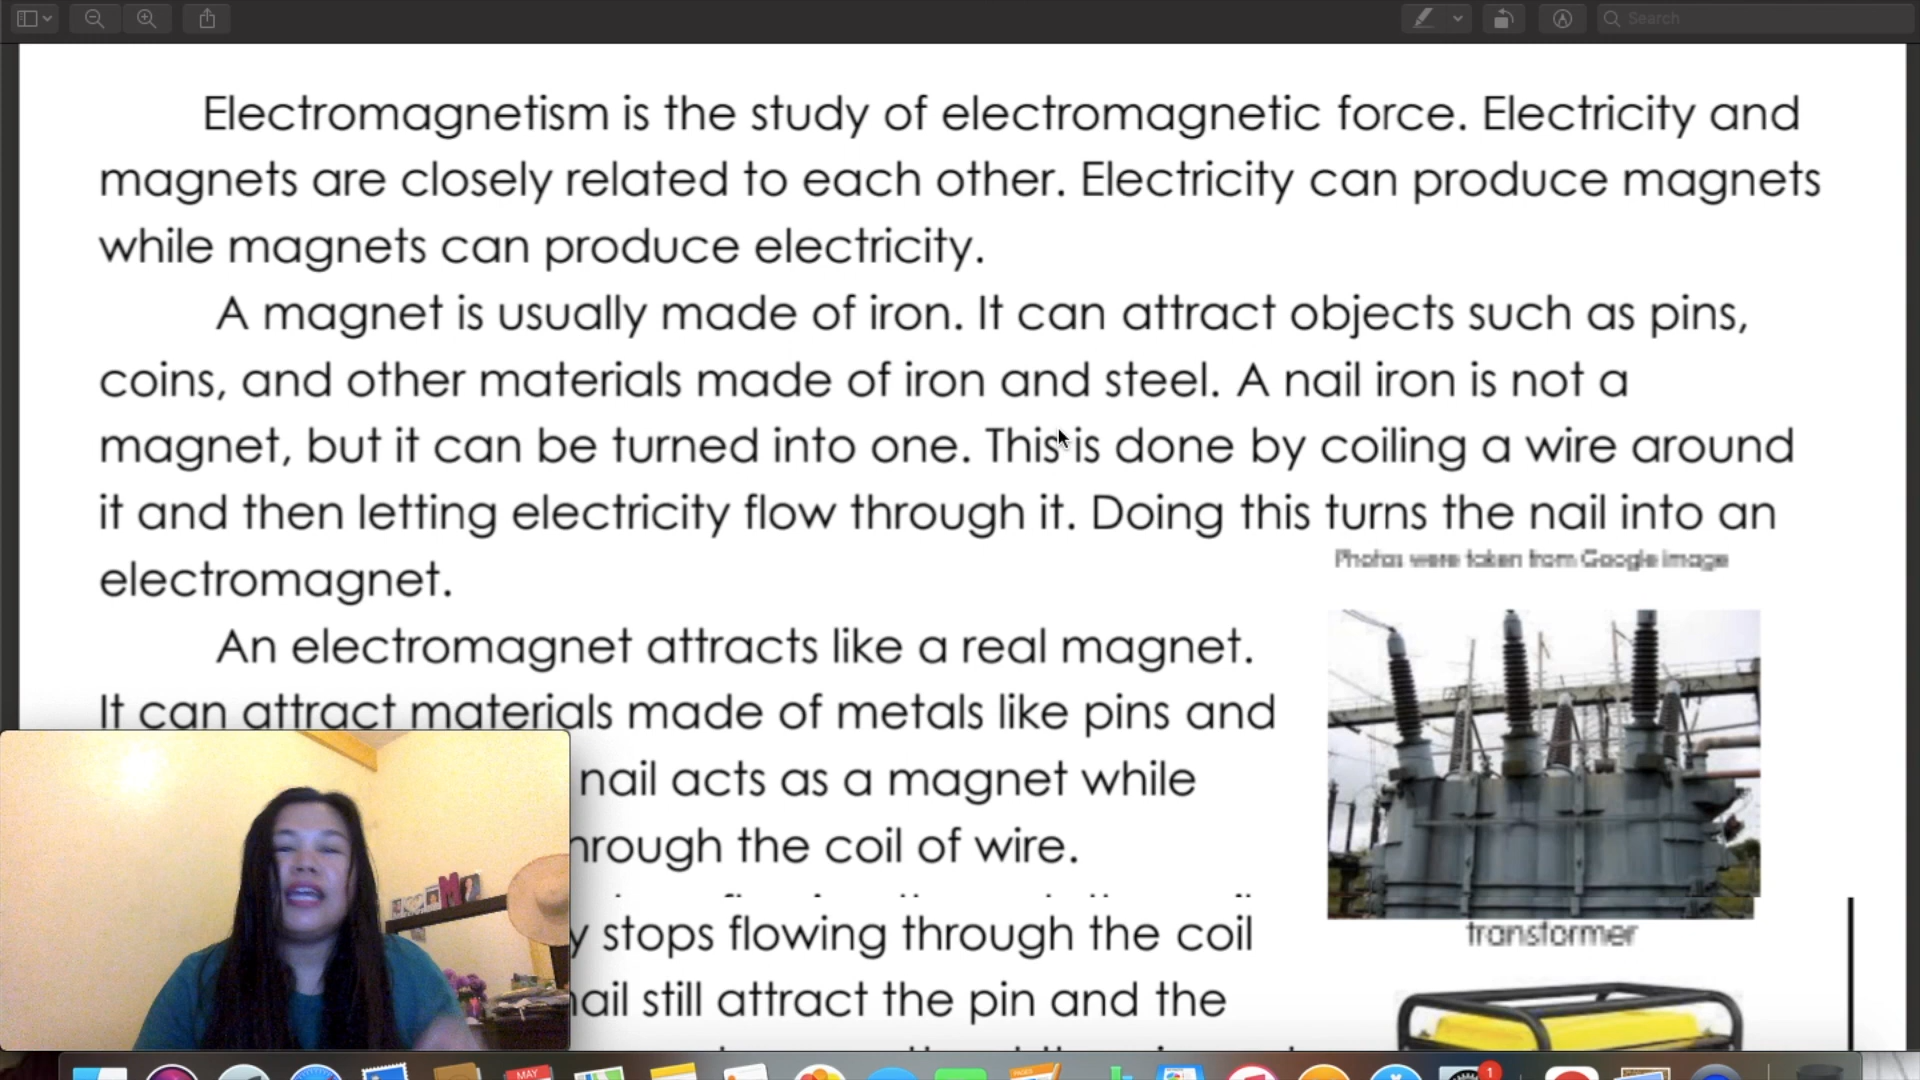 Search
Electromagnetism is the study of electromagnetic force. Electricity and
magnets are closely related to each other. Electricity can produce magnets
while magnets can produce electricity.
A magnet is usually made of iron. It can attract objects such as pins,
coins, and other materials made of iron and steel. A nail iron is not a
magnet, but it can be turned into one. This is done by coiling a wire around
it and then letting electricity flow through it. Doing this turns the nail into an
Photos were taken from Google image
electromagnet.
An electromagnet attracts like a real magnet.
It can attract materials made of metals like pins and
nail acts as a magnet while
hrough the coil of wire.
y stops flowing through the coil
transformer
nail still attract the pin and the
MAY
PAGES
1